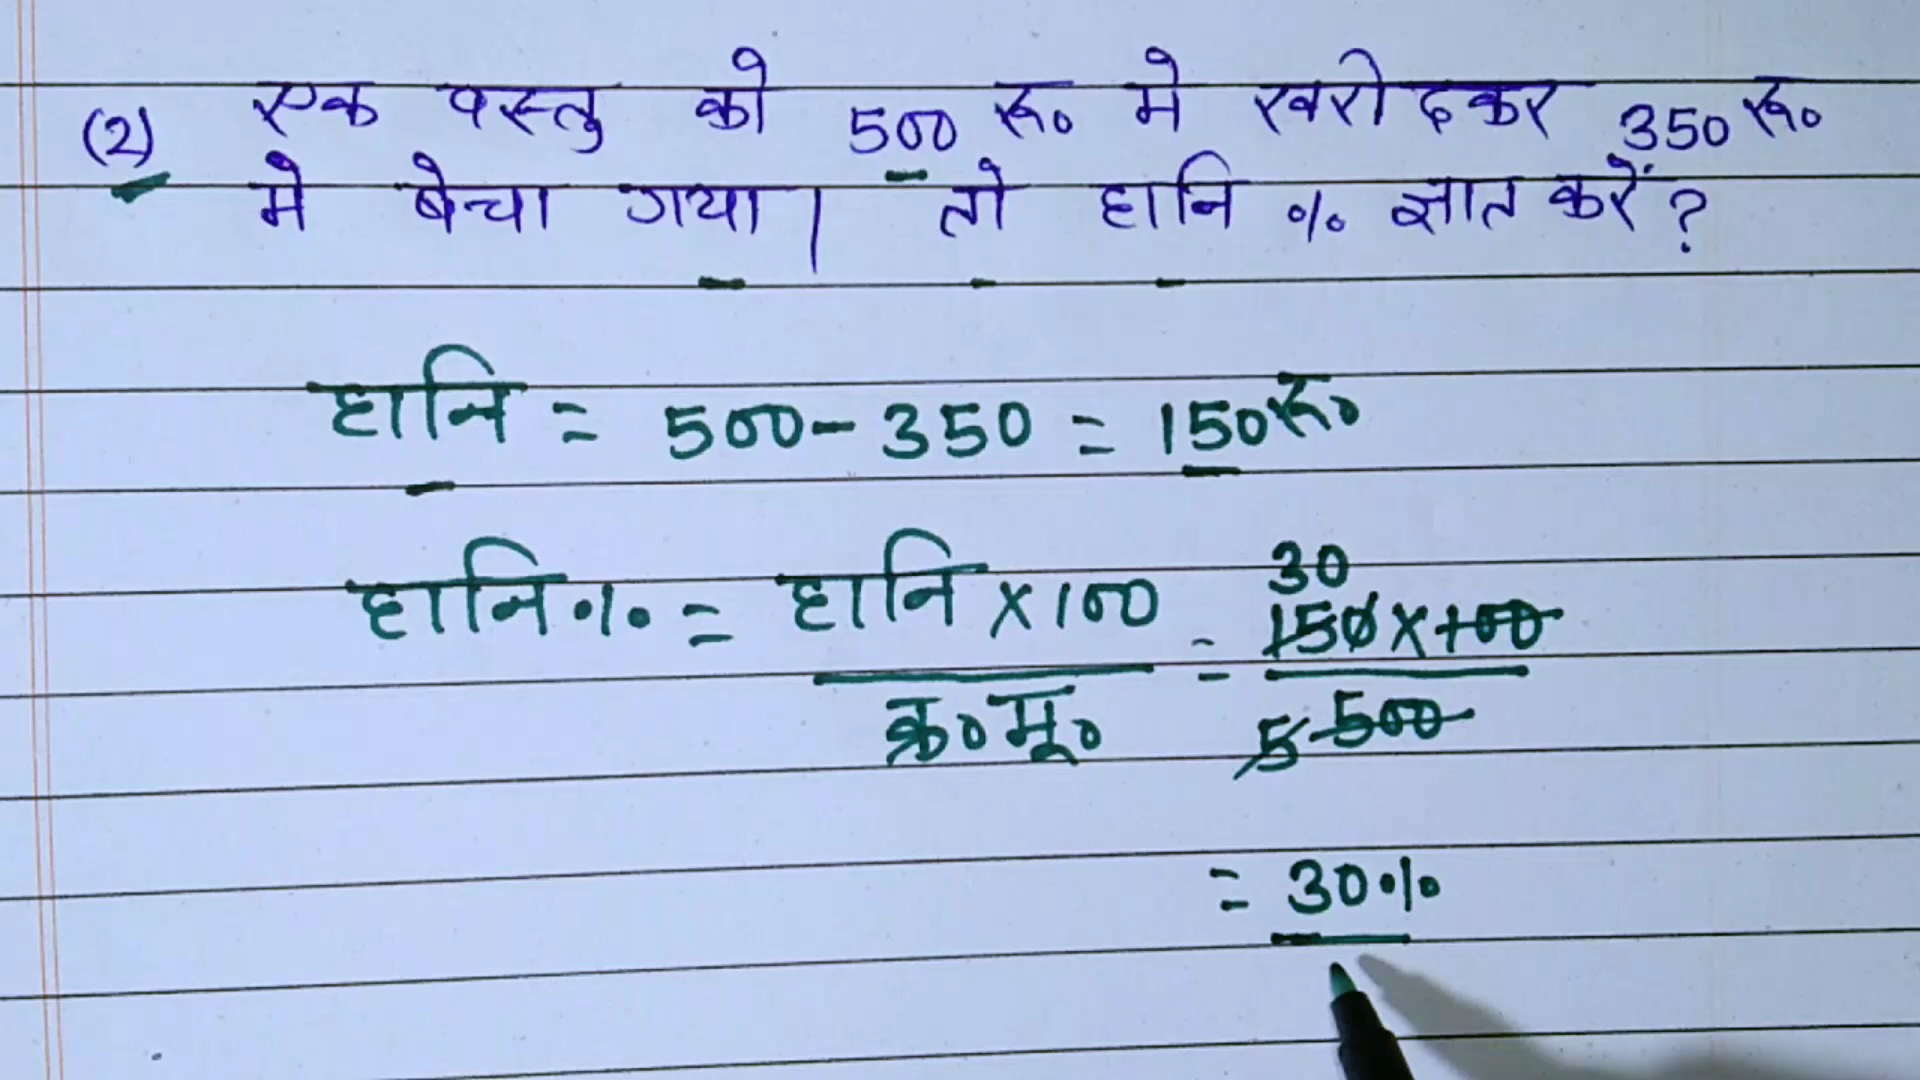 (2) एक वस्तु को 500 रू० मे खरीदकर 350 रू०
मे बेचा गया | तो हानि % ज्ञात करें ?
हानि = 500 - 350 = 150 रू०
30
हानि % = हानि x 100 = 150 x 100
क्र० मू० 5 500
= 30%